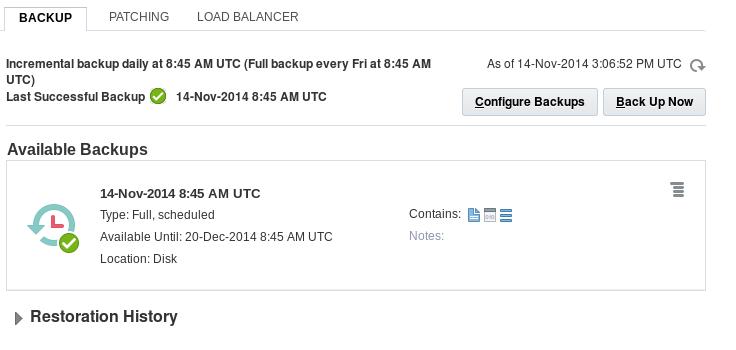 BACKUP PATCHING LOAD BALANCER
Incremental backup daily at 8:45 AM UTC (Full backup every Fri at 8:45 AM
UTC)
As of 14-Nov-2014 3:06:52 PM UTC
Last Successful Backup 14-Nov-2014 8:45 AM UTC
Configure Backups Back Up Now
Available Backups
14-Nov-2014 8:45 AM UTC
Type: Full, scheduled
Available Until: 20-Dec-2014 8:45 AM UTC
Location: Disk
Contains:
Notes:
Restoration History